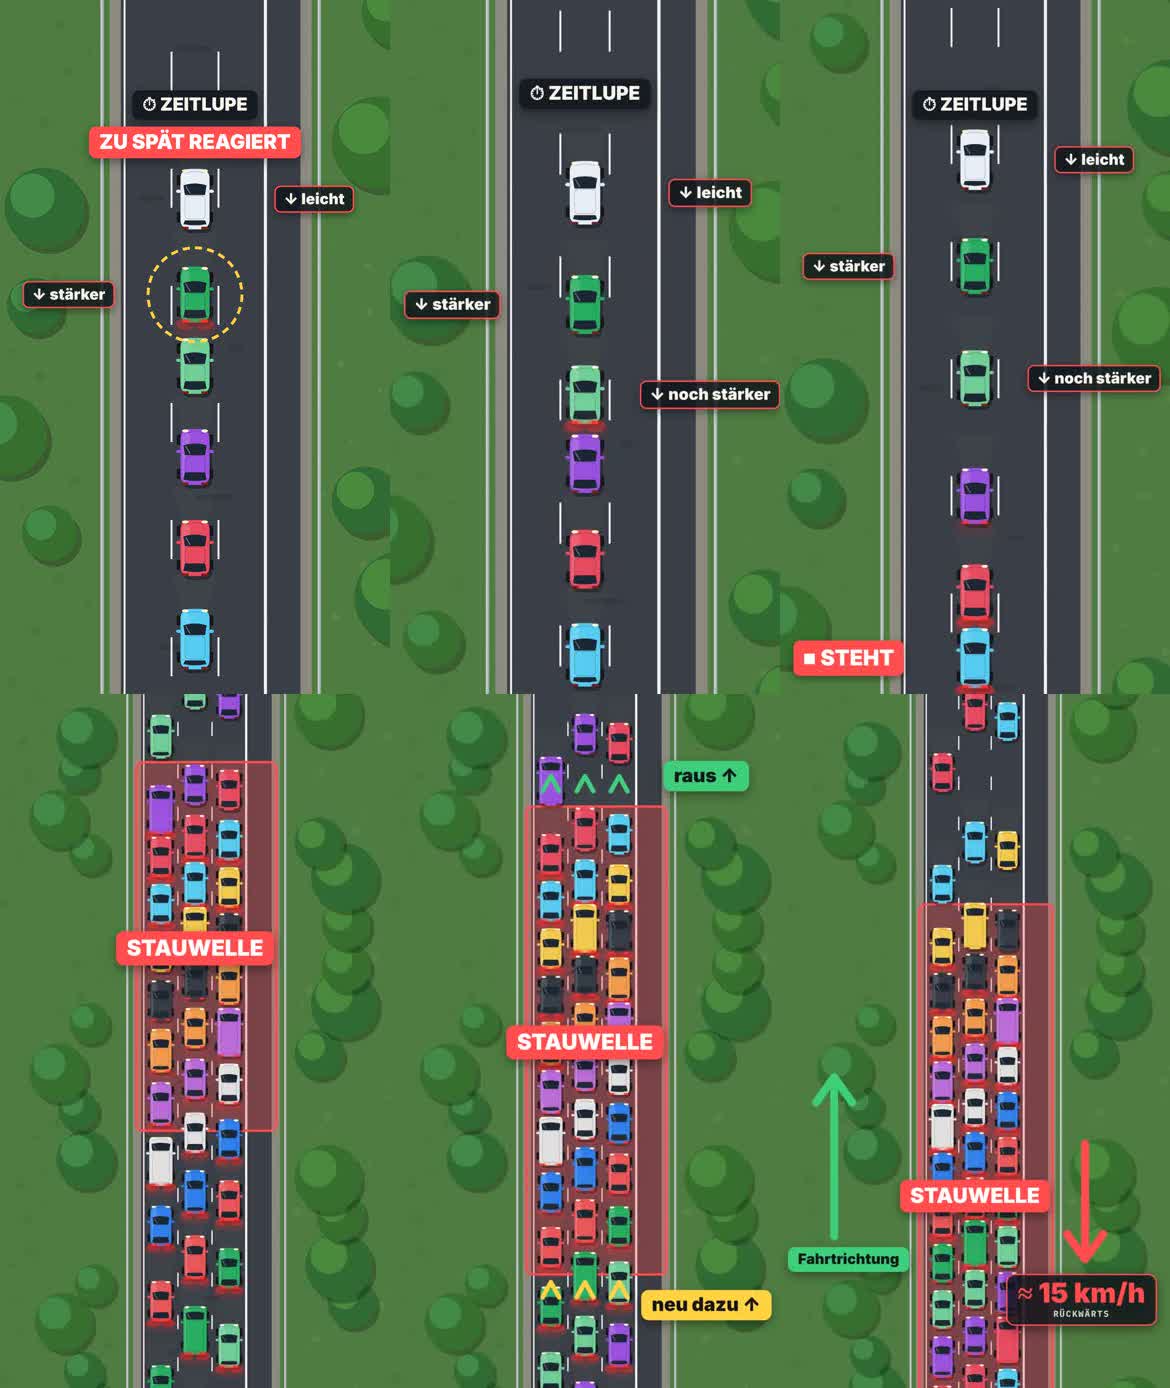 ⏱ ZEITLUPE
ZU SPÄT REAGIERT
↓ leicht
↓ stärker
⏱ ZEITLUPE
↓ leicht
↓ stärker
↓ noch stärker
⏱ ZEITLUPE
↓ leicht
↓ stärker
↓ noch stärker
■ STEHT
STAUWELLE
raus ↑
STAUWELLE
neu dazu ↑
STAUWELLE
Fahrtrichtung
≈ 15 km/h
RÜCKWÄRTS